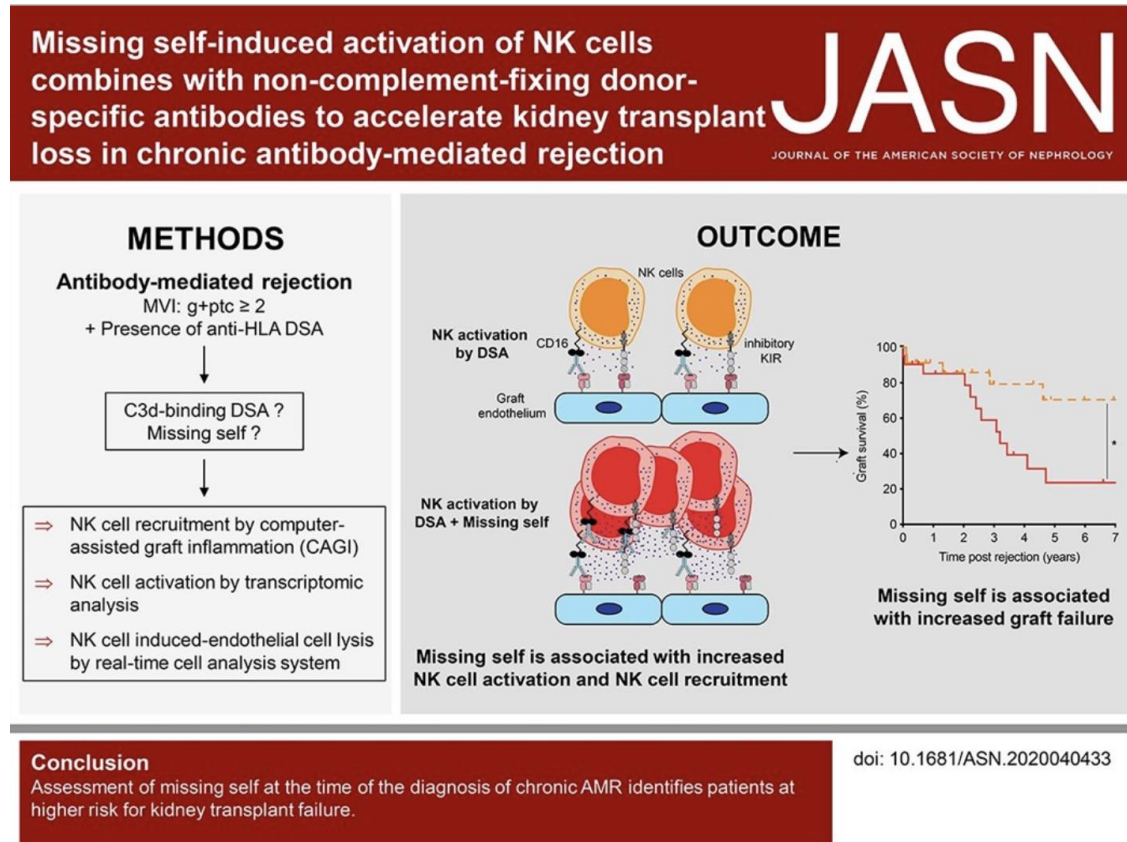 Missing self-induced activation of NK cells
combines with non-complement-fixing donor-
specific antibodies to accelerate kidney transplant
loss in chronic antibody-mediated rejection
JASN
JOURNAL OF THE AMERICAN SOCIETY OF NEPHROLOGY
METHODS
Antibody-mediated rejection
MVI: g+ptc ≥ 2
+ Presence of anti-HLA DSA
C3d-binding DSA ?
Missing self ?
⇒ NK cell recruitment by computer-
assisted graft inflammation (CAGI)
⇒ NK cell activation by transcriptomic
analysis
⇒ NK cell induced-endothelial cell lysis
by real-time cell analysis system
OUTCOME
NK cells
NK activation
by DSA
CD16
inhibitory
KIR
Graft
endothelium
NK activation by
DSA + Missing self
Missing self is associated with increased
NK cell activation and NK cell recruitment
Graft survival (%)
100
80
60
40
20
0
0 1 2 3 4 5 6 7
*
Time post rejection (years)
Missing self is associated
with increased graft failure
Conclusion
Assessment of missing self at the time of the diagnosis of chronic AMR identifies patients at
higher risk for kidney transplant failure.
doi: 10.1681/ASN.2020040433